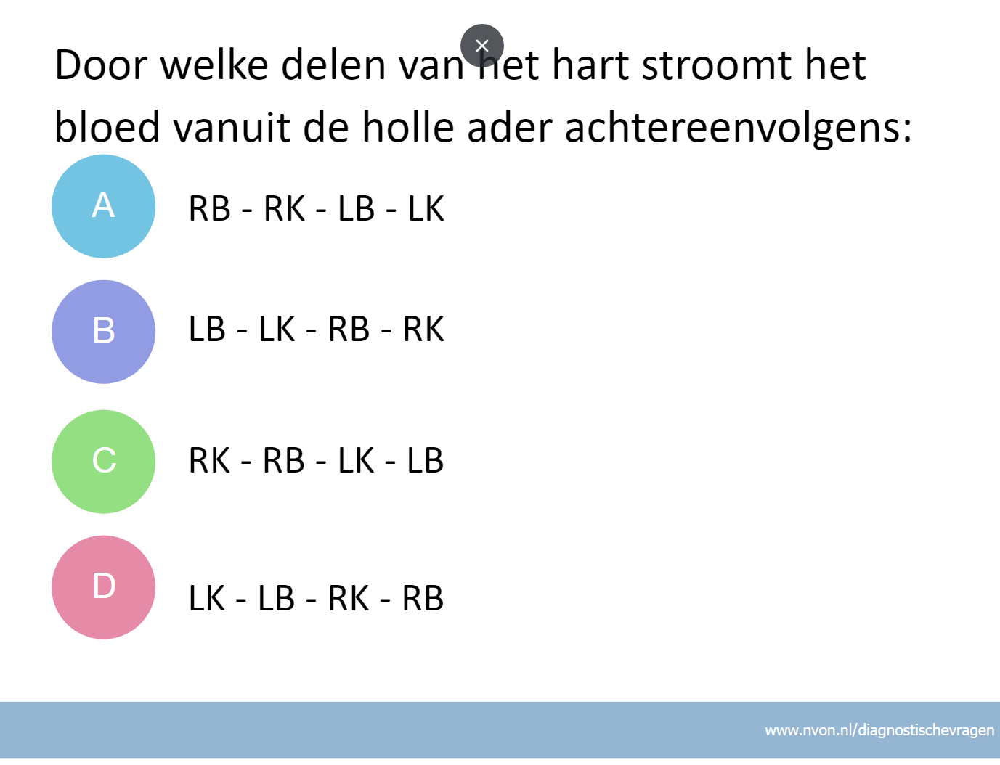 Door welke delen van het hart stroomt het
bloed vanuit de holle ader achtereenvolgens:
A RB - RK - LB - LK
B LB - LK - RB - RK
C RK - RB - LK - LB
D LK - LB - RK - RB
www.nvon.nl/diagnostischevragen